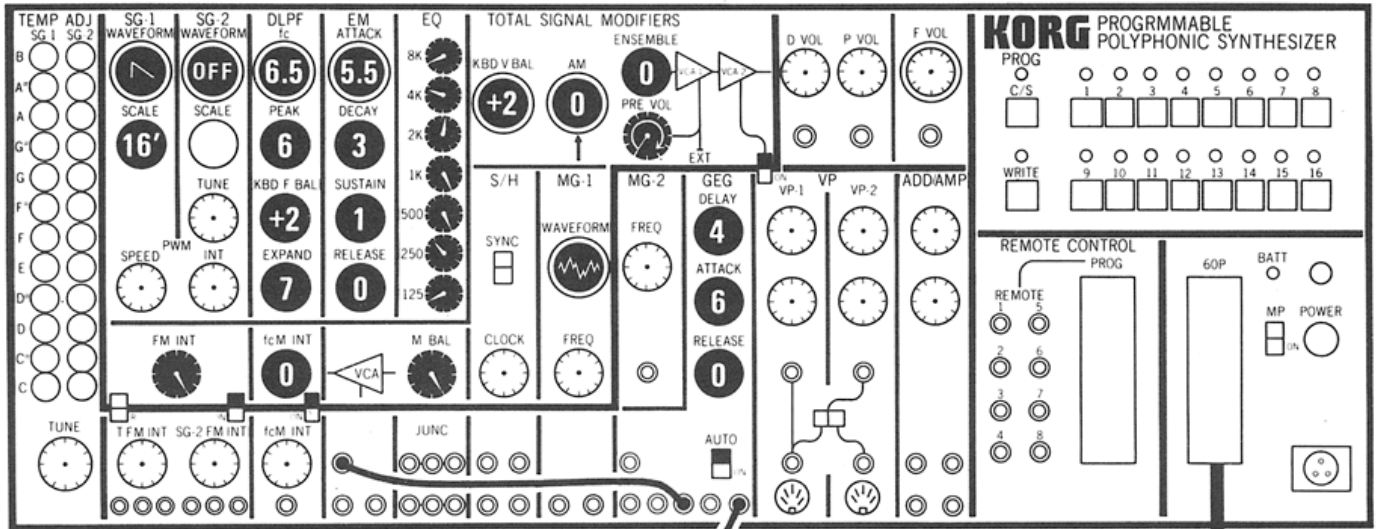 TEMP ADJ
SG 1 SG-2
B
A#
A
G#
G
F#
F
E
D#
D
C#
C
TUNE
SG-1
WAVEFORM
SCALE
16'
SPEED
PWM
SG-2
WAVEFORM
OFF
SCALE
TUNE
INT
DLPF
fc
6.5
PEAK
6
KBD F BAL
+2
EXPAND
7
EM
ATTACK
5.5
DECAY
3
SUSTAIN
1
RELEASE
0
EQ
8K
4K
2K
1K
500
250
125
FM INT
fcM INT
0
VCA
M BAL
T FM INT
SG-2 FM INT
fcM INT
JUNC
TOTAL SIGNAL MODIFIERS
KBD V BAL
+2
AM
0
ENSEMBLE
0
PRE VOL
VCA 1
VCA 2
EXT
ON
S/H
SYNC
CLOCK
MG-1
WAVEFORM
FREQ
MG-2
FREQ
GEG
DELAY
4
ATTACK
6
RELEASE
0
AUTO
ON
D VOL
P VOL
F VOL
VP
VP-1
VP-2
ADD/AMP
KORG PROGRMMABLE
POLYPHONIC SYNTHESIZER
PROG
C/S
1 2 3 4 5 6 7 8
WRITE
9 10 11 12 13 14 15 16
REMOTE CONTROL
PROG
REMOTE
1 5
2 6
3 7
4 8
60P
BATT
MP
ON
POWER